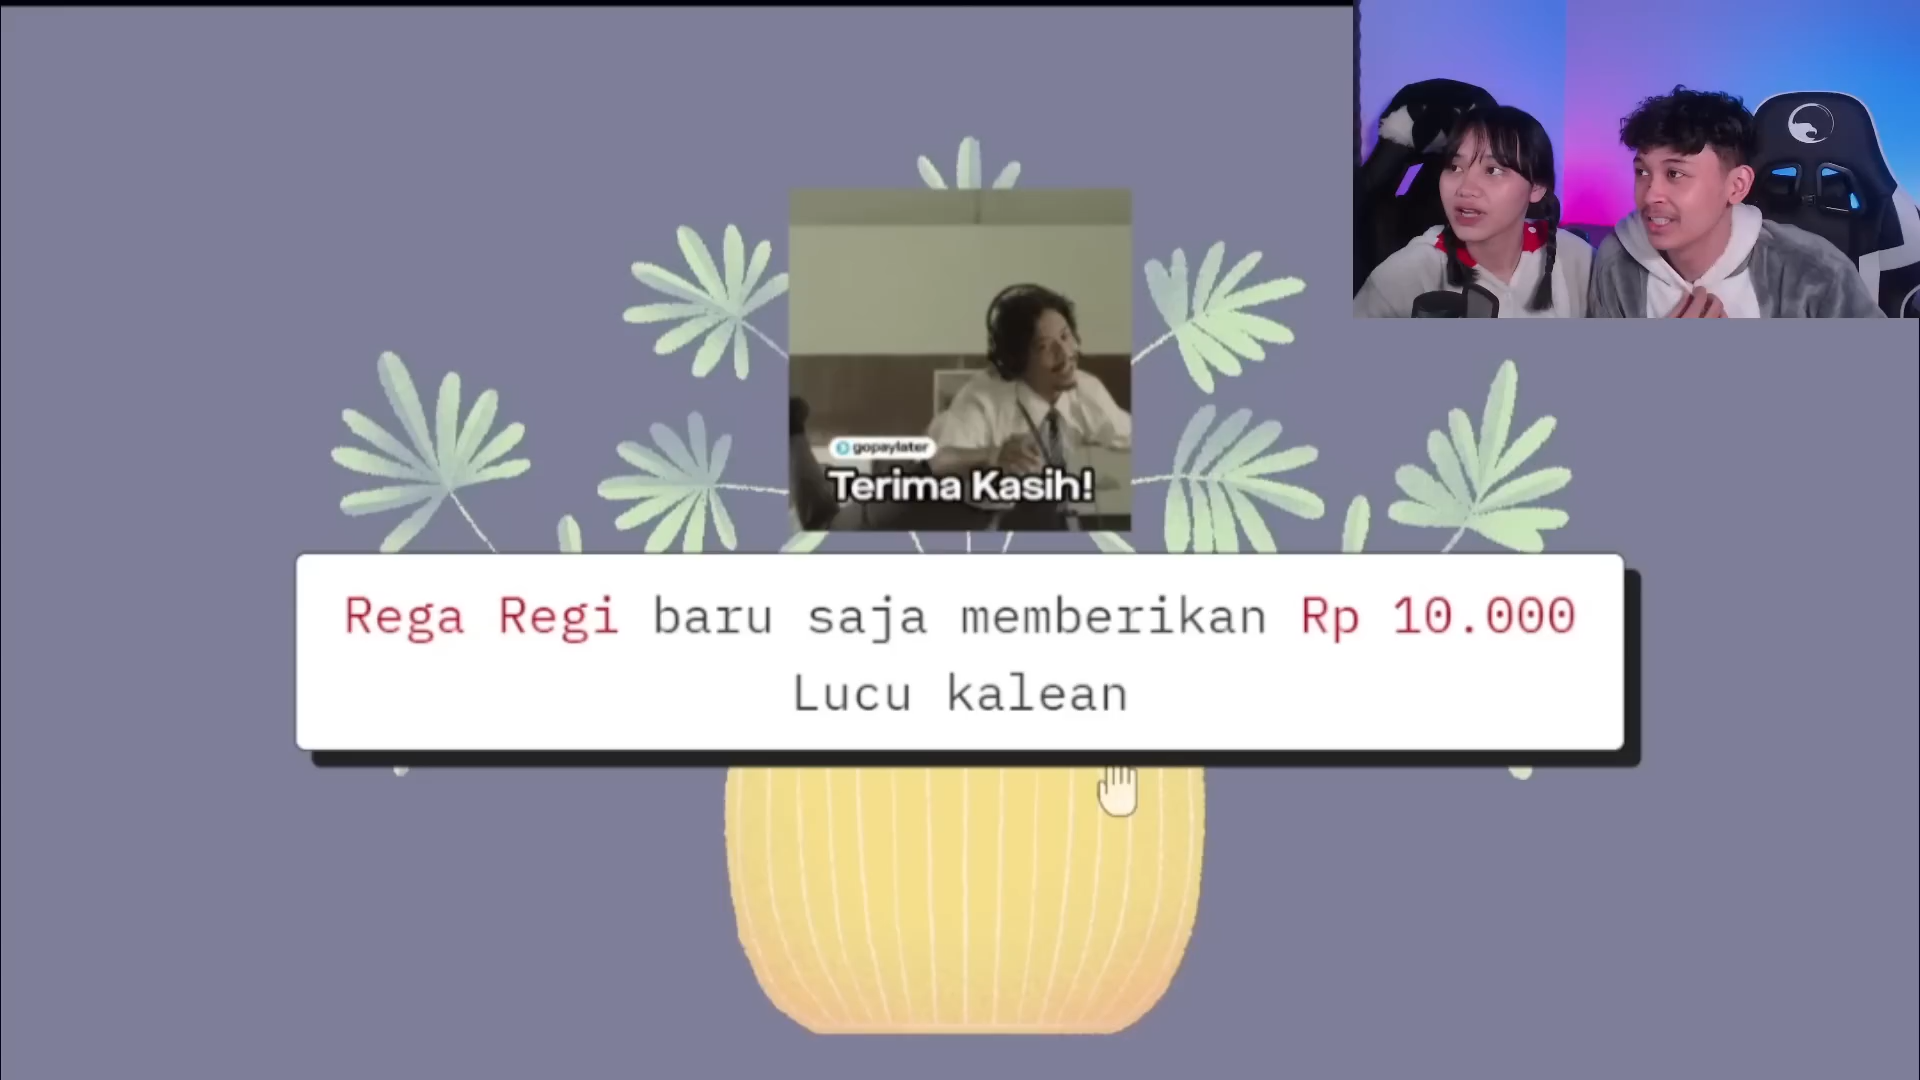 gopaylater
Terima Kasih!
Rega Regi baru saja memberikan Rp 10.000
Lucu kalean